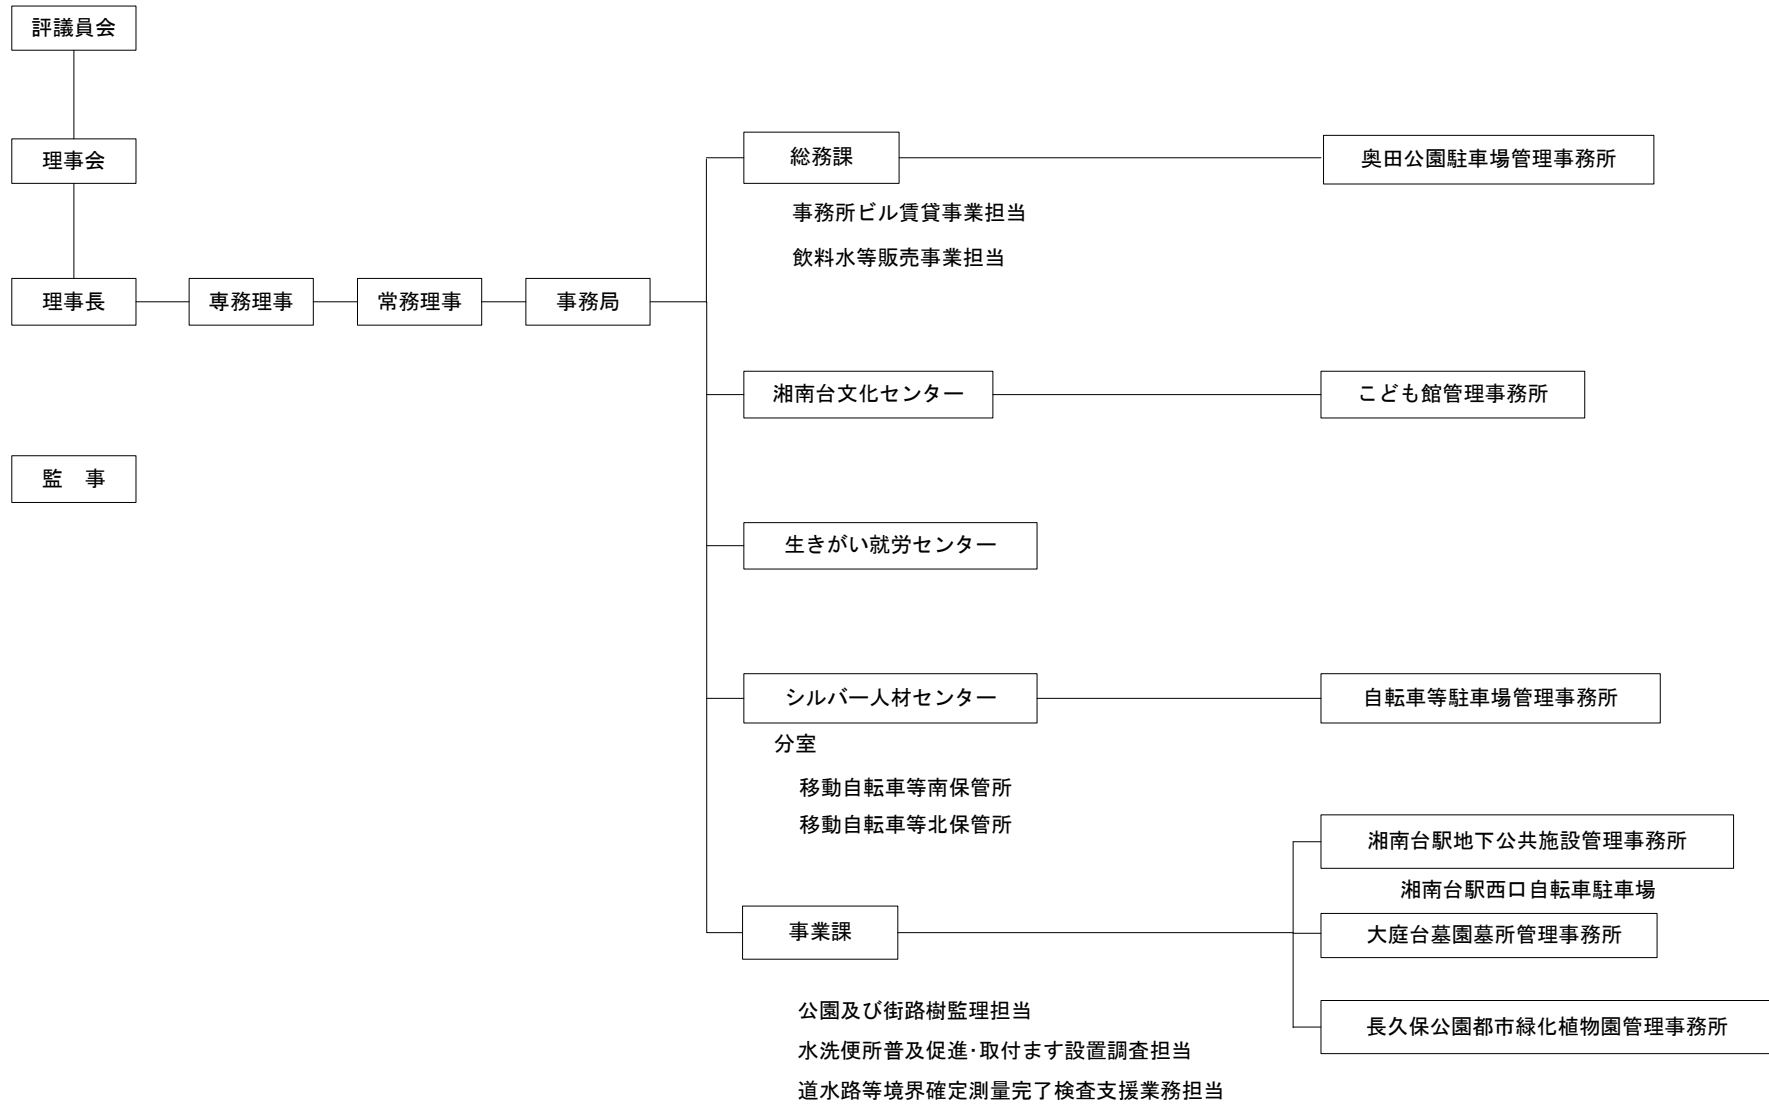 評議員会
理事会
総務課
奥田公園駐車場管理事務所
事務所ビル賃貸事業担当
飲料水等販売事業担当
理事長
専務理事
常務理事
事務局
湘南台文化センター
こども館管理事務所
監　事
生きがい就労センター
シルバー人材センター
自転車等駐車場管理事務所
分室
移動自転車等南保管所
移動自転車等北保管所
湘南台駅地下公共施設管理事務所
湘南台駅西口自転車駐車場
事業課
大庭台墓園墓所管理事務所
公園及び街路樹監理担当
長久保公園都市緑化植物園管理事務所
水洗便所普及促進･取付ます設置調査担当
道水路等境界確定測量完了検査支援業務担当